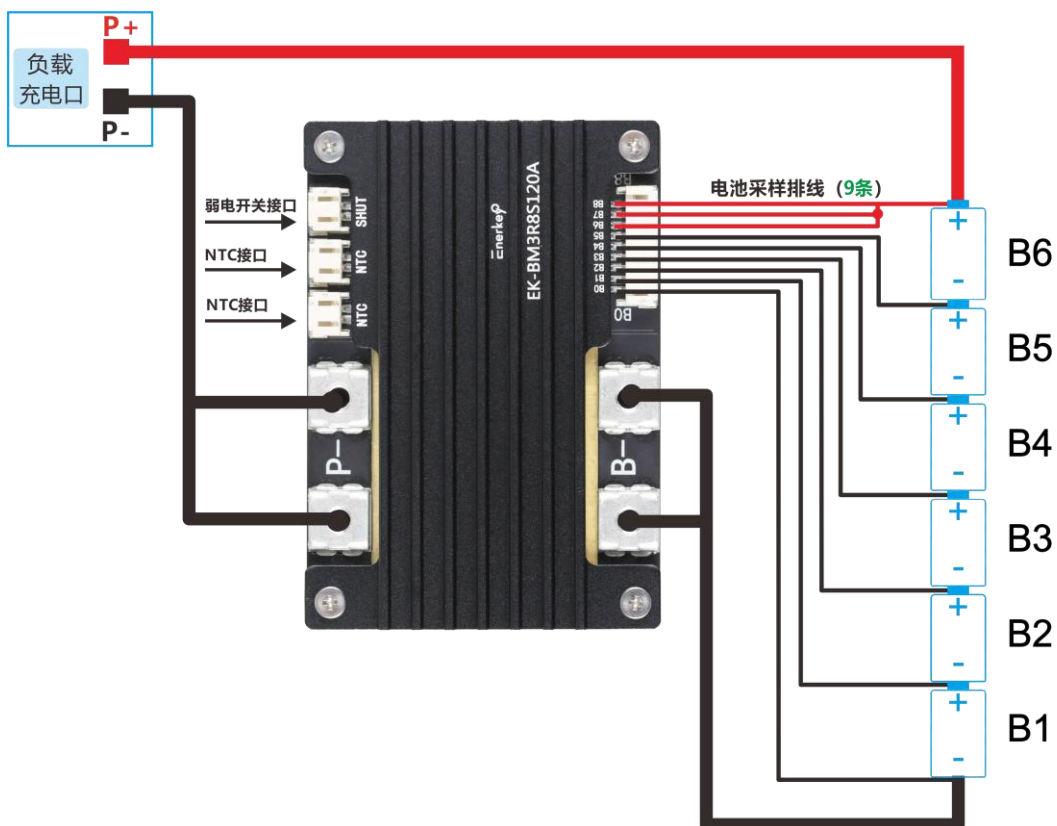 P+
负载
充电口
P-
弱电开关接口
NTC接口
NTC接口
SHUT
NTC
NTC
Enerkey
EK-BM3R8S120A
B8
B8
B7
B6
B5
B4
B3
B2
B1
B0
B0
电池采样排线（9条）
P-
B-
+
-
B6
+
-
B5
+
-
B4
+
-
B3
+
-
B2
+
-
B1